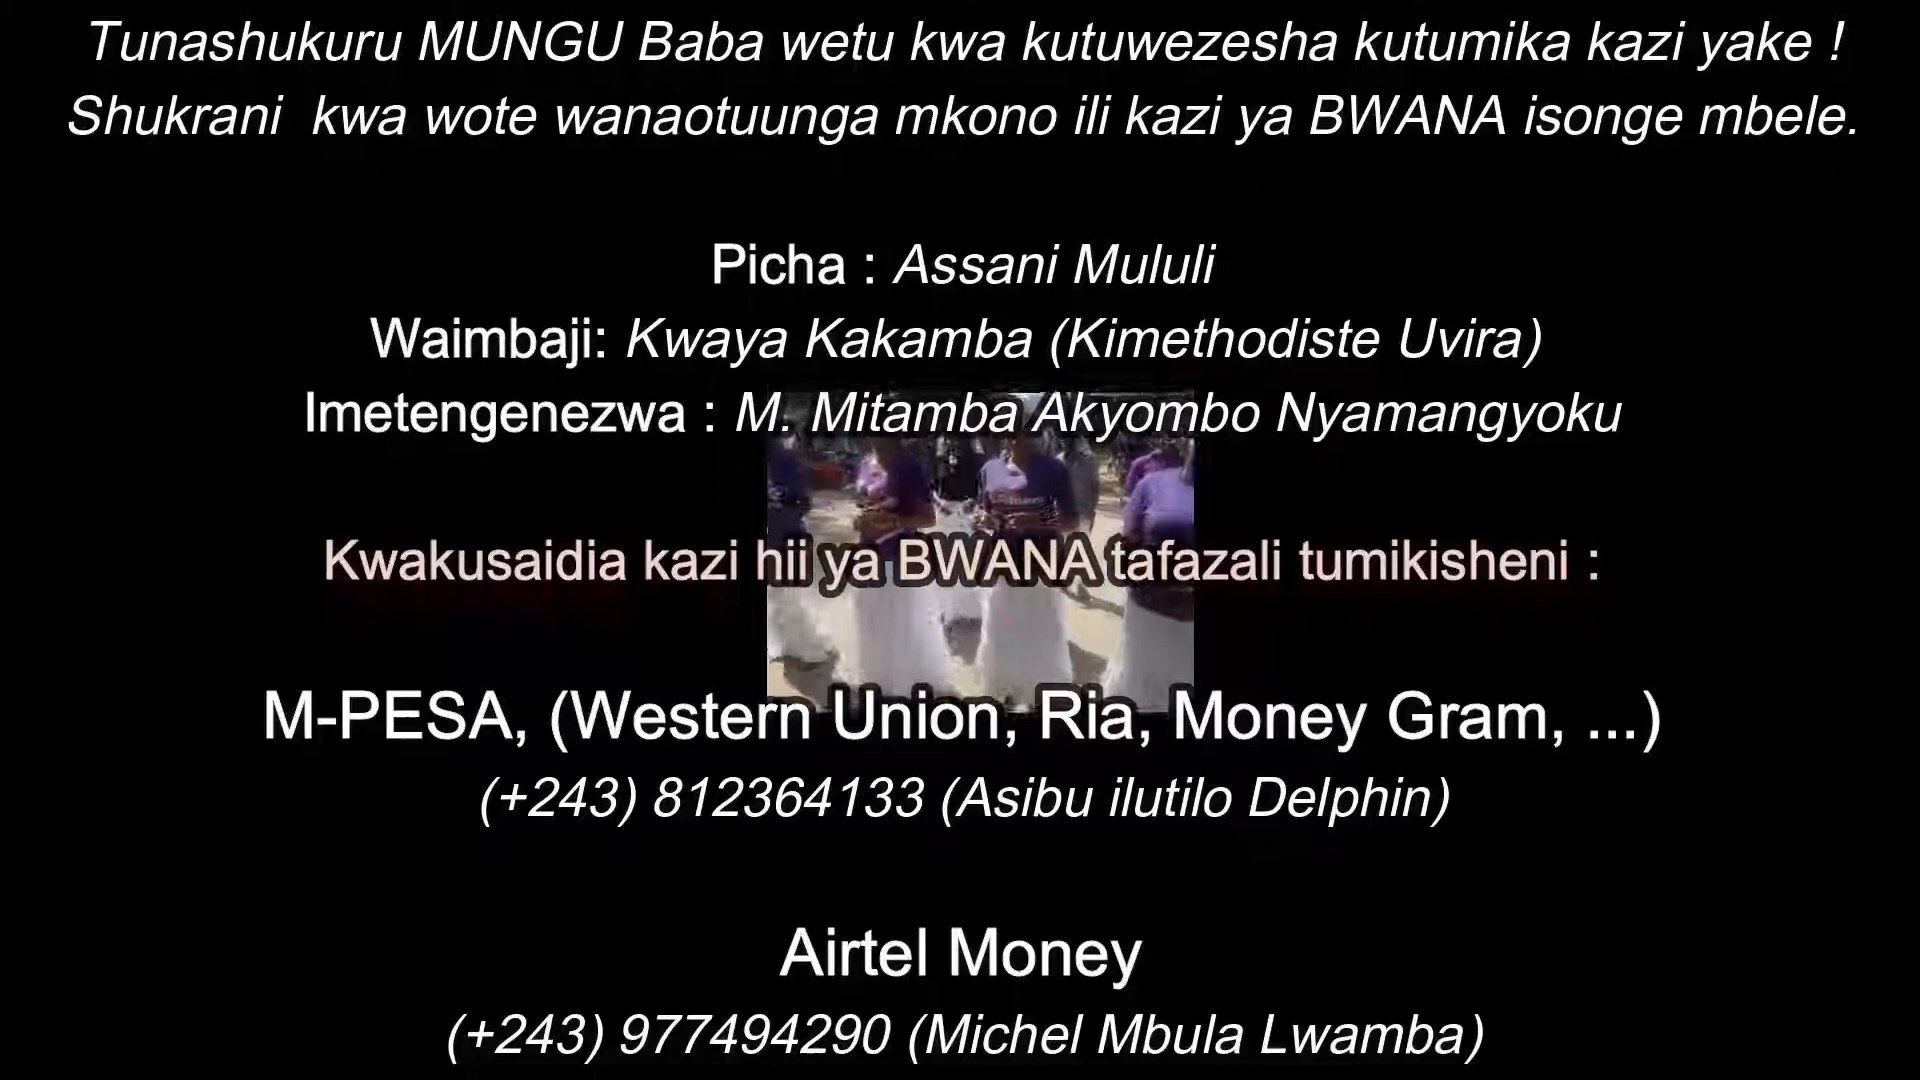 Tunashukuru MUNGU Baba wetu kwa kutuwezesha kutumika kazi yake !
Shukrani kwa wote wanaotuunga mkono ili kazi ya BWANA isonge mbele.
Picha : Assani Mululi
Waimbaji: Kwaya Kakamba (Kimethodiste Uvira)
Imetengenezwa : M. Mitamba Akyombo Nyamangyoku
Kwakusaidia kazi hii ya BWANA tafazali tumikisheni :
M-PESA, (Western Union, Ria, Money Gram, ...)
(+243) 812364133 (Asibu ilutilo Delphin)
Airtel Money
(+243) 977494290 (Michel Mbula Lwamba)